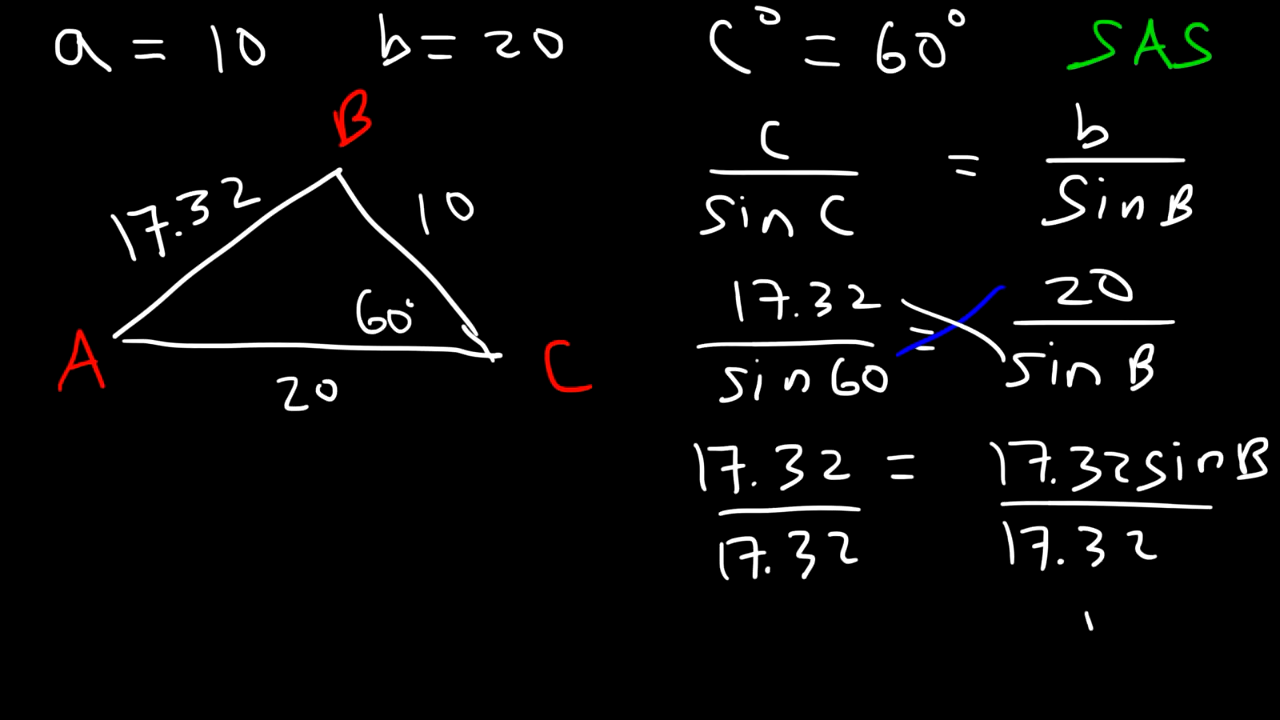 a = 10 b = 20 C° = 60° SAS
B
17.32
10
60°
A
20
C
c / sin C = b / sin B
17.32 / sin 60 = 20 / sin B
17.32 / 17.32 = 17.32 sin B / 17.32
1